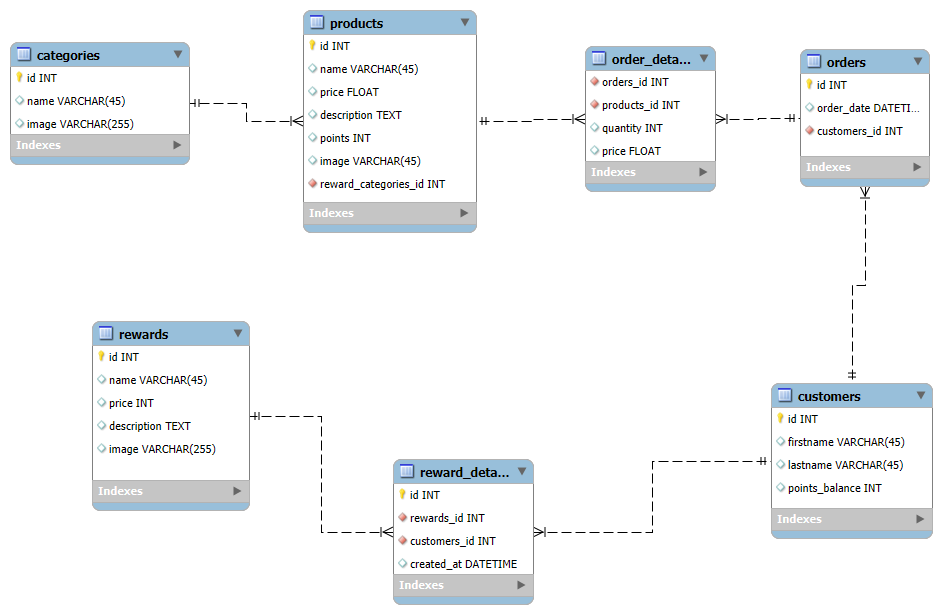 categories
id INT
name VARCHAR(45)
image VARCHAR(255)
Indexes
products
id INT
name VARCHAR(45)
price FLOAT
description TEXT
points INT
image VARCHAR(45)
reward_categories_id INT
Indexes
order_deta...
orders_id INT
products_id INT
quantity INT
price FLOAT
Indexes
orders
id INT
order_date DATETI...
customers_id INT
Indexes
rewards
id INT
name VARCHAR(45)
price INT
description TEXT
image VARCHAR(255)
Indexes
reward_deta...
id INT
rewards_id INT
customers_id INT
created_at DATETIME
Indexes
customers
id INT
firstname VARCHAR(45)
lastname VARCHAR(45)
points_balance INT
Indexes